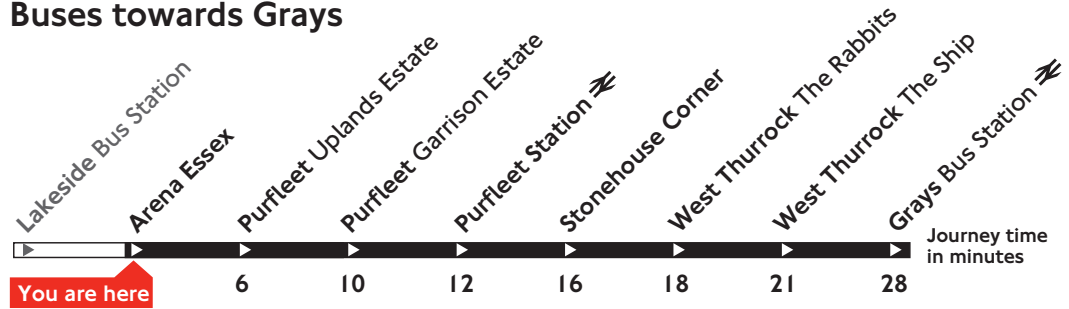 Buses towards Grays
Lakeside Bus Station
Arena Essex
Purfleet Uplands Estate
Purfleet Garrison Estate
Purfleet Station
Stonehouse Corner
West Thurrock The Rabbits
West Thurrock The Ship
Grays Bus Station
Journey time
in minutes
You are here
6 10 12 16 18 21 28